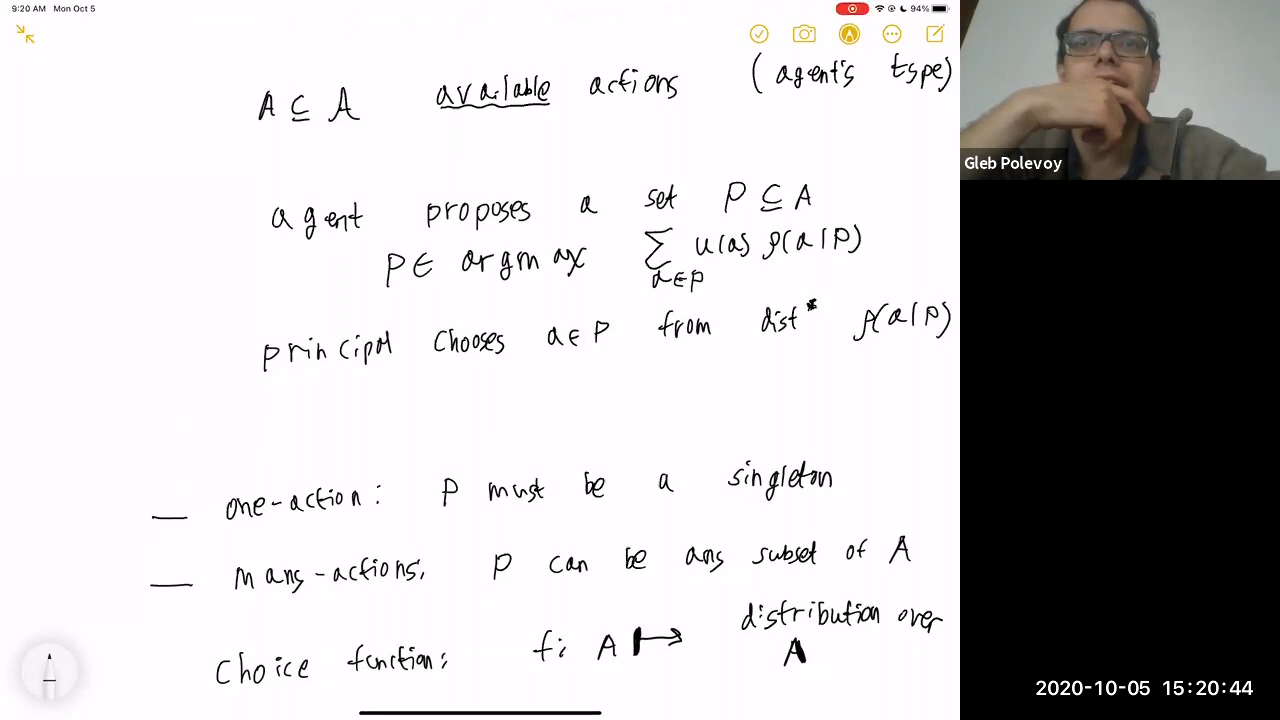 9:20 AM Mon Oct 5
94%
A ⊆ A available actions (agent's type)
agent proposes a set P ⊆ A
P ∈ argmax ∑ u(a) ρ(a|P)
a∈P
principal chooses a ∈ P from dist* ρ(a|P)
— one-action: P must be a singleton
— many-actions. P can be any subset of A
distribution over
Choice function: f: A ↦ A
Gleb Polevoy
2020-10-05 15:20:44